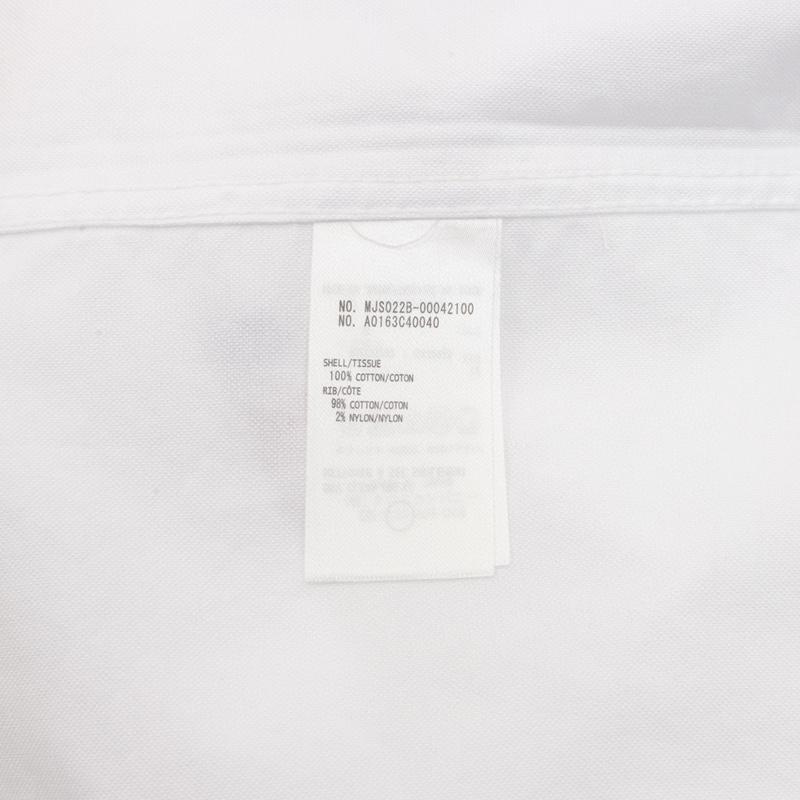 NO. MJS022B-00042100
NO. A0163C40040
SHELL/TISSUE
100% COTTON/COTON
RIB/CÔTE
98% COTTON/COTON
2% NYLON/NYLON